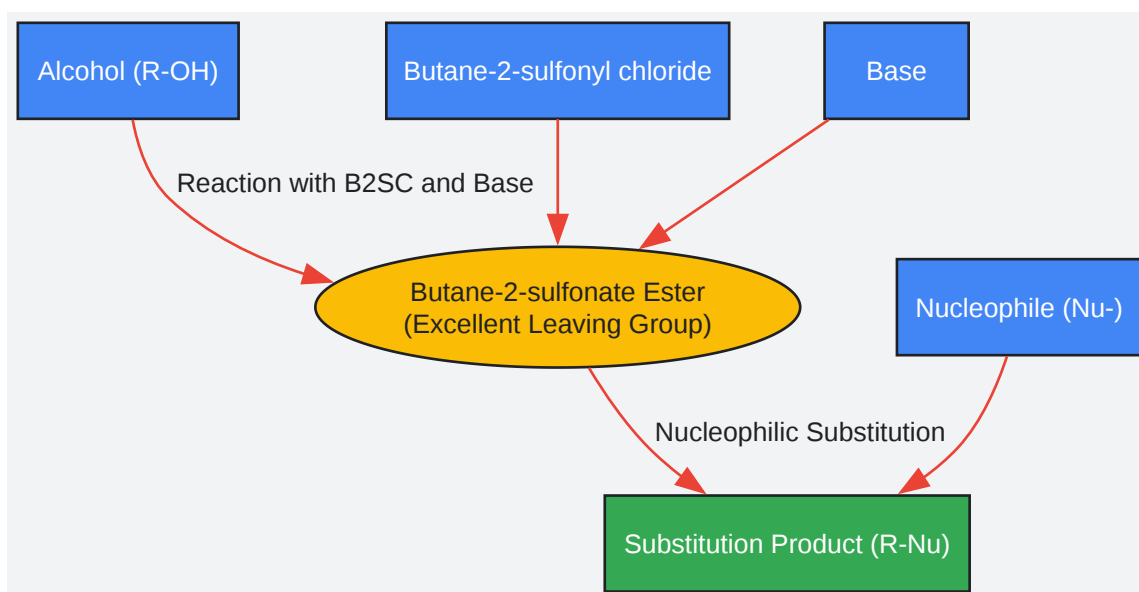 Alcohol (R-OH)
Butane-2-sulfonyl chloride
Base
Reaction with B2SC and Base
Butane-2-sulfonate Ester
(Excellent Leaving Group)
Nucleophile (Nu-)
Nucleophilic Substitution
Substitution Product (R-Nu)